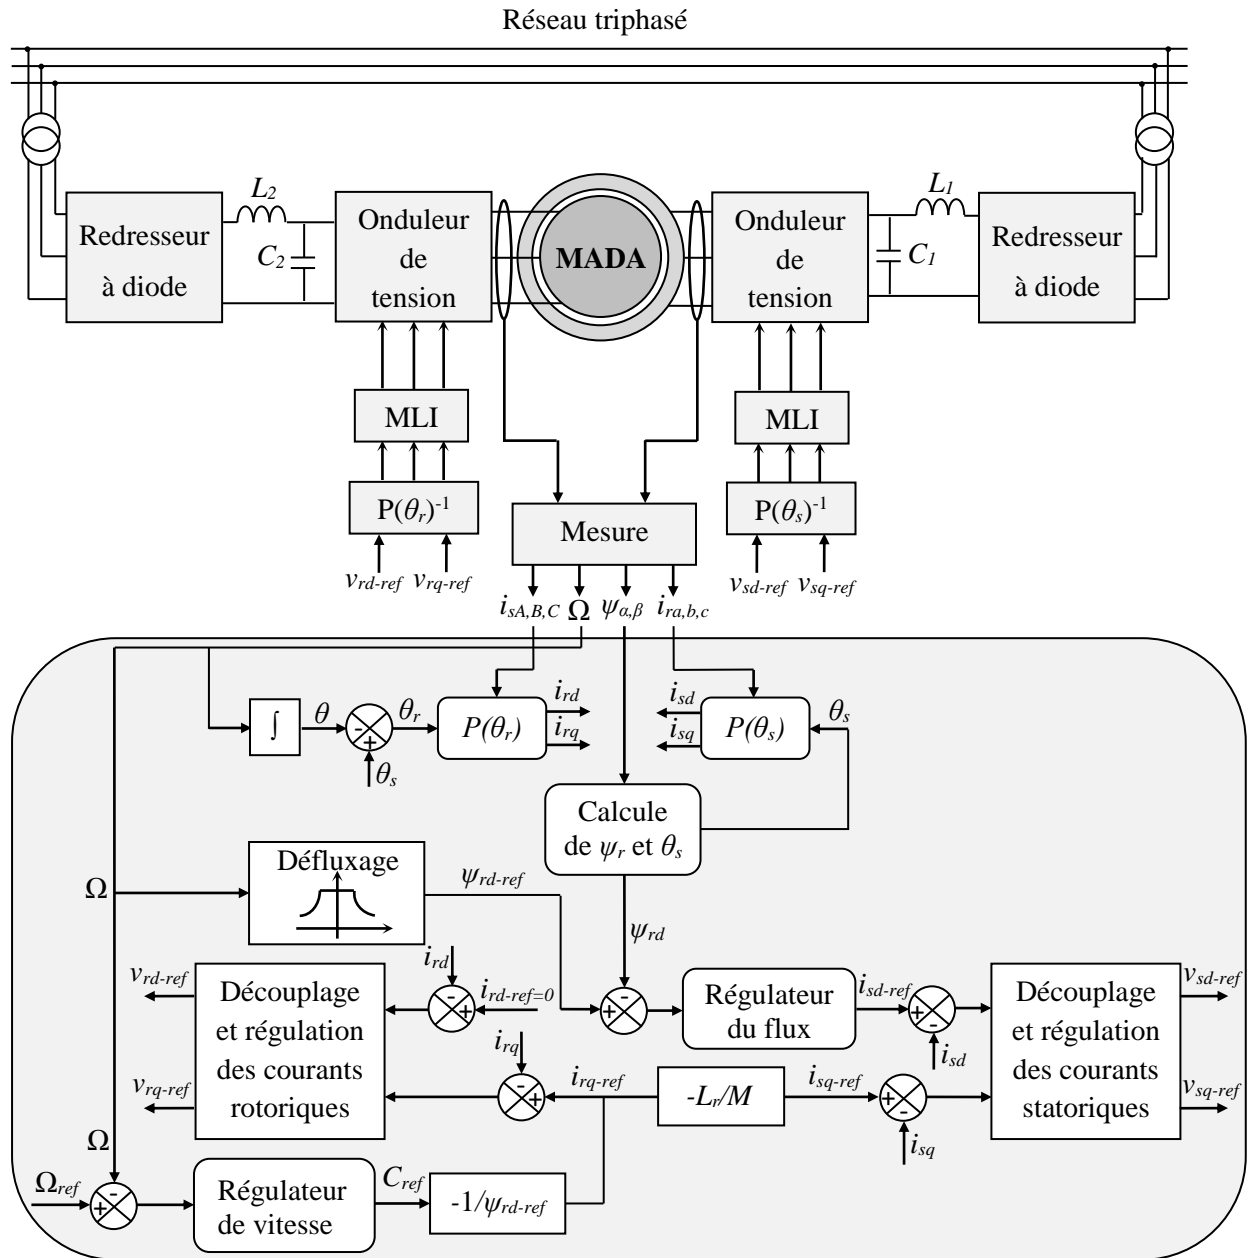 Réseau triphasé
L2
L1
Redresseur
à diode
C2
Onduleur
de
tension
MADA
Onduleur
de
tension
C1
Redresseur
à diode
MLI
MLI
P(θr)-1
Mesure
P(θs)-1
vrd-ref vrq-ref
vsd-ref vsq-ref
isA,B,C Ω ψα,β ira,b,c
∫
θ
-
+
θs
θr
P(θr)
ird
irq
isd
isq
P(θs)
θs
Calcule
de ψr et θs
Ω
Défluxage
ψrd-ref
ψrd
vrd-ref
vrq-ref
Découplage
et régulation
des courants
rotoriques
ird
-
+
ird-ref=0
+
-
Régulateur
du flux
isd-ref
+
-
isd
Découplage
et régulation
des courants
statoriques
vsd-ref
vsq-ref
irq
-
+
irq-ref
-Lr/M
isq-ref
+
-
isq
Ω
Ωref
-
+
Régulateur
de vitesse
Cref
-1/ψrd-ref